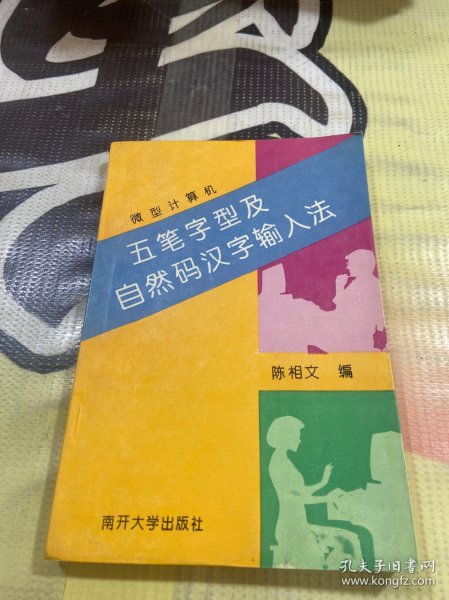 微型计算机
五笔字型及
自然码汉字输入法
陈相文 编
南开大学出版社
孔夫子旧书网
www.kongfz.com